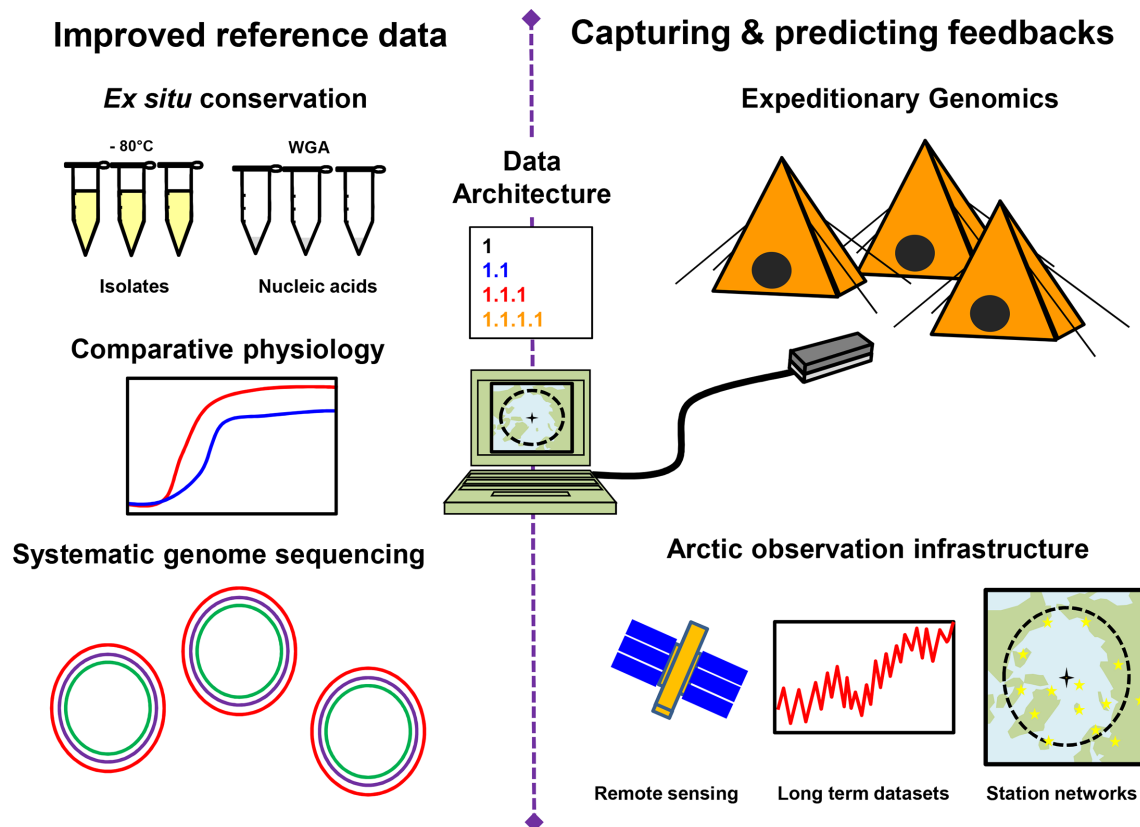 Improved reference data
Ex situ conservation
- 80°C
WGA
Isolates
Nucleic acids
Comparative physiology
Systematic genome sequencing
Data
Architecture
1
1.1
1.1.1
1.1.1.1
Capturing & predicting feedbacks
Expeditionary Genomics
Arctic observation infrastructure
Remote sensing
Long term datasets
Station networks